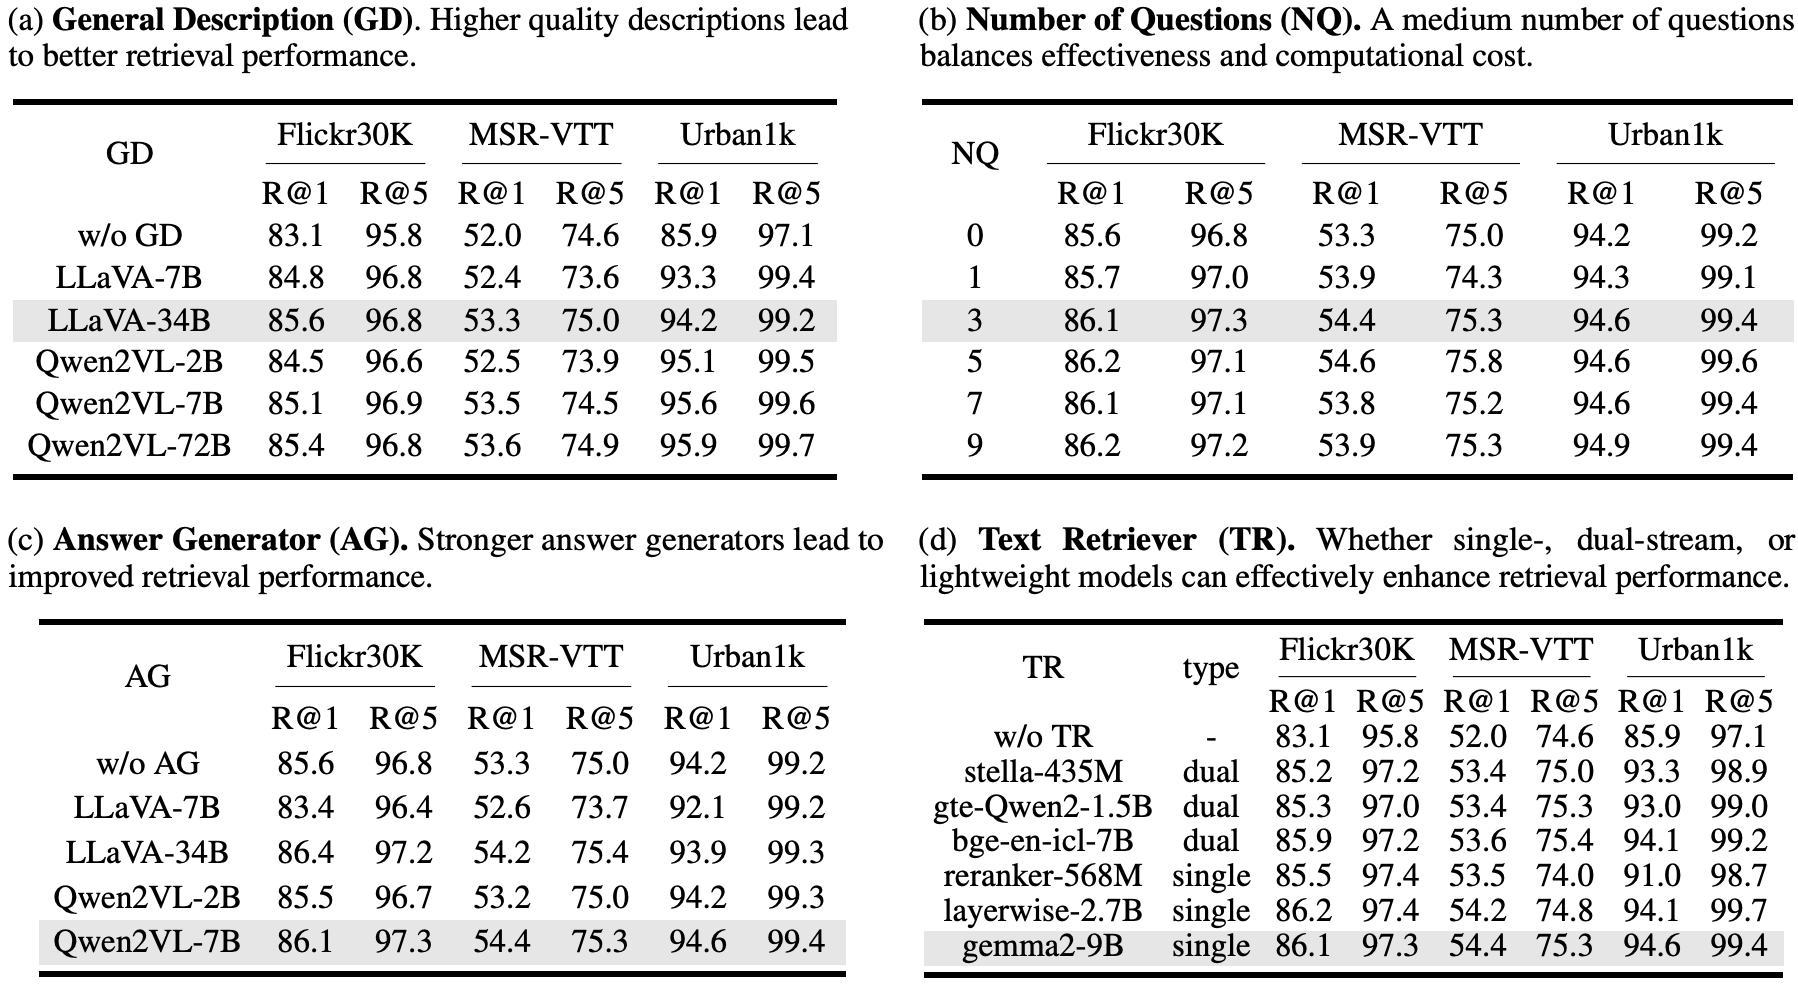 (a) General Description (GD). Higher quality descriptions lead
to better retrieval performance.
GD Flickr30K MSR-VTT Urban1k
R@1 R@5 R@1 R@5 R@1 R@5
w/o GD 83.1 95.8 52.0 74.6 85.9 97.1
LLaVA-7B 84.8 96.8 52.4 73.6 93.3 99.4
LLaVA-34B 85.6 96.8 53.3 75.0 94.2 99.2
Qwen2VL-2B 84.5 96.6 52.5 73.9 95.1 99.5
Qwen2VL-7B 85.1 96.9 53.5 74.5 95.6 99.6
Qwen2VL-72B 85.4 96.8 53.6 74.9 95.9 99.7
(b) Number of Questions (NQ). A medium number of questions
balances effectiveness and computational cost.
NQ Flickr30K MSR-VTT Urban1k
R@1 R@5 R@1 R@5 R@1 R@5
0 85.6 96.8 53.3 75.0 94.2 99.2
1 85.7 97.0 53.9 74.3 94.3 99.1
3 86.1 97.3 54.4 75.3 94.6 99.4
5 86.2 97.1 54.6 75.8 94.6 99.6
7 86.1 97.1 53.8 75.2 94.6 99.4
9 86.2 97.2 53.9 75.3 94.9 99.4
(c) Answer Generator (AG). Stronger answer generators lead to
improved retrieval performance.
AG Flickr30K MSR-VTT Urban1k
R@1 R@5 R@1 R@5 R@1 R@5
w/o AG 85.6 96.8 53.3 75.0 94.2 99.2
LLaVA-7B 83.4 96.4 52.6 73.7 92.1 99.2
LLaVA-34B 86.4 97.2 54.2 75.4 93.9 99.3
Qwen2VL-2B 85.5 96.7 53.2 75.0 94.2 99.3
Qwen2VL-7B 86.1 97.3 54.4 75.3 94.6 99.4
(d) Text Retriever (TR). Whether single-, dual-stream, or
lightweight models can effectively enhance retrieval performance.
TR type Flickr30K MSR-VTT Urban1k
R@1 R@5 R@1 R@5 R@1 R@5
w/o TR - 83.1 95.8 52.0 74.6 85.9 97.1
stella-435M dual 85.2 97.2 53.4 75.0 93.3 98.9
gte-Qwen2-1.5B dual 85.3 97.0 53.4 75.3 93.0 99.0
bge-en-icl-7B dual 85.9 97.2 53.6 75.4 94.1 99.2
reranker-568M single 85.5 97.4 53.5 74.0 91.0 98.7
layerwise-2.7B single 86.2 97.4 54.2 74.8 94.1 99.7
gemma2-9B single 86.1 97.3 54.4 75.3 94.6 99.4